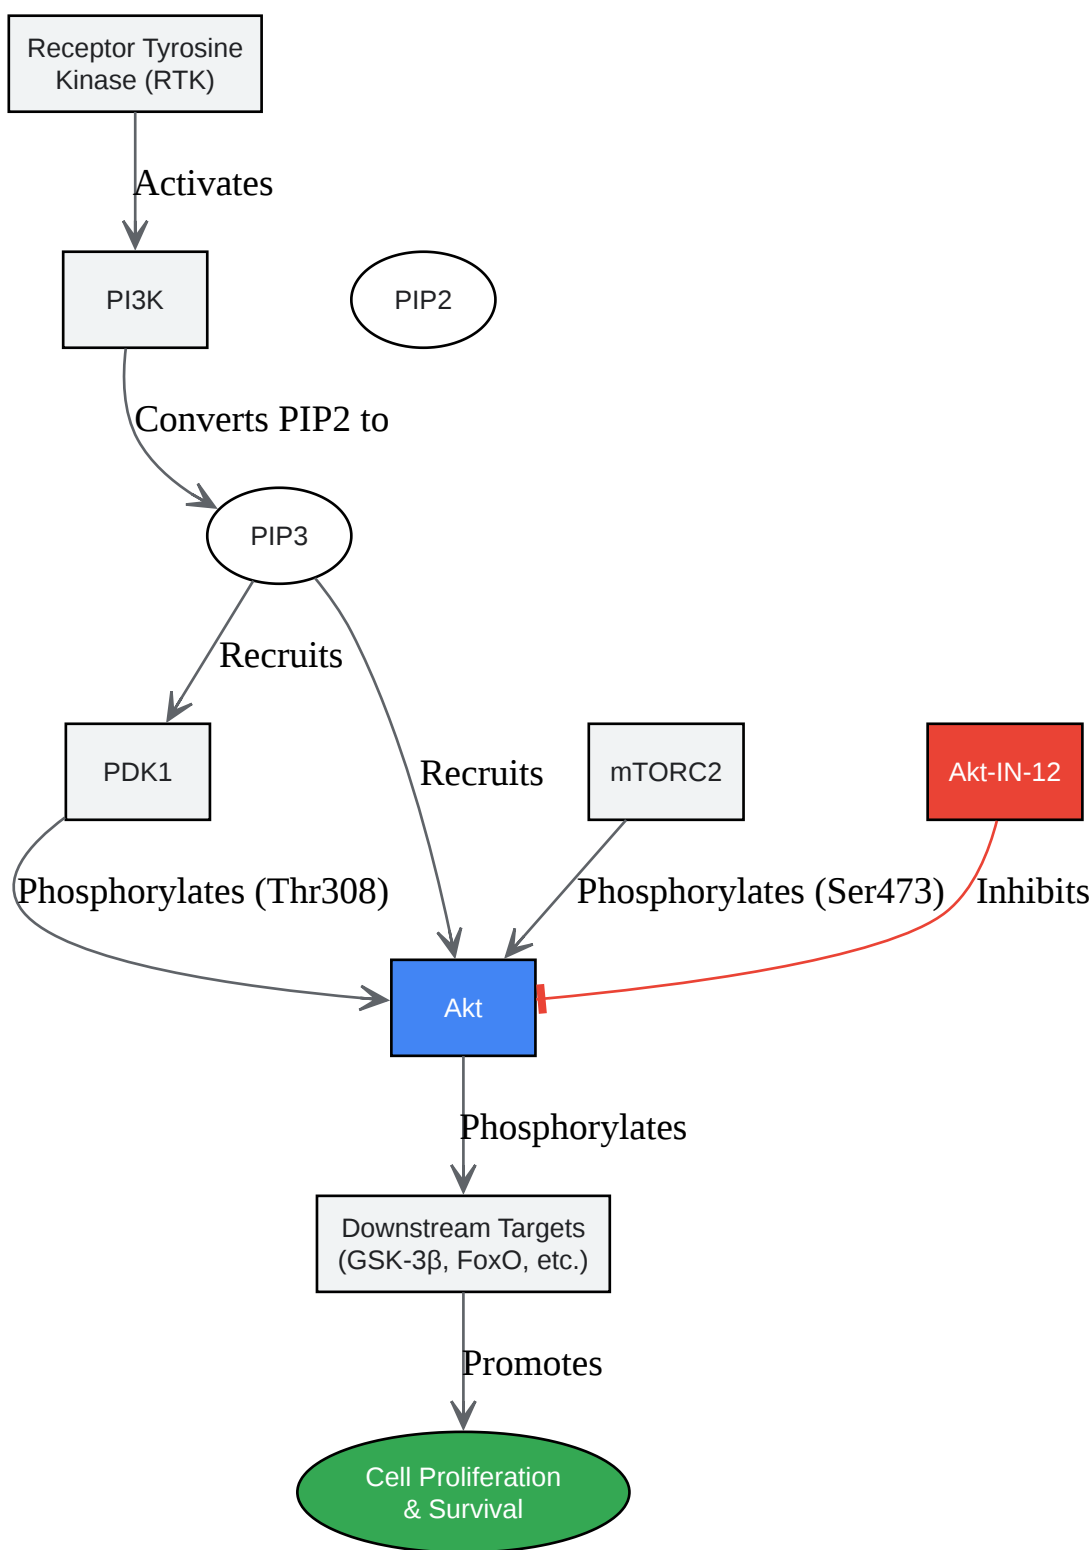 Receptor Tyrosine
Kinase (RTK)
Activates
PI3K
PIP2
Converts PIP2 to
PIP3
Recruits
PDK1
Recruits
mTORC2
Akt-IN-12
Phosphorylates (Thr308)
Phosphorylates (Ser473)
Inhibits
Akt
Phosphorylates
Downstream Targets
(GSK-3β, FoxO, etc.)
Promotes
Cell Proliferation
& Survival